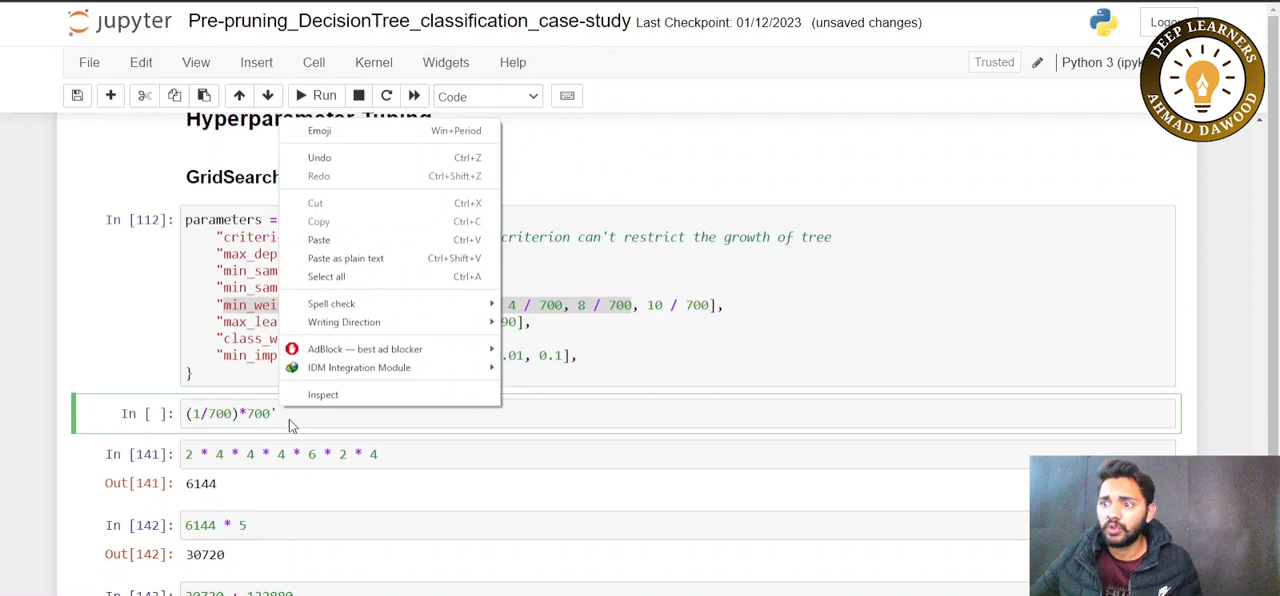 jupyter Pre-pruning_DecisionTree_classification_case-study Last Checkpoint: 01/12/2023 (unsaved changes)
File Edit View Insert Cell Kernel Widgets Help Trusted Python 3 (ipyk
Run Code
DEEP LEARNERS
AHMAD DAWOOD
Hyperparameter Tuning
Emoji Win+Period
Undo Ctrl+Z
GridSearch
Redo Ctrl+Shift+Z
Cut Ctrl+X
In [112]: parameters =
Copy Ctrl+C
"criteri criterion can't restrict the growth of tree
Paste Ctrl+V
"max_dep
Paste as plain text Ctrl+Shift+V
"min_sam
Select all Ctrl+A
"min_sam
Spell check
"min_wei 4 / 700, 8 / 700, 10 / 700],
Writing Direction
"max_lea 90],
"class_w
AdBlock — best ad blocker
"min_imp .01, 0.1],
IDM Integration Module
}
Inspect
In [ ]: (1/700)*700'
In [141]: 2 * 4 * 4 * 4 * 6 * 2 * 4
Out[141]: 6144
In [142]: 6144 * 5
Out[142]: 30720
In [143]: 30720 + 122880